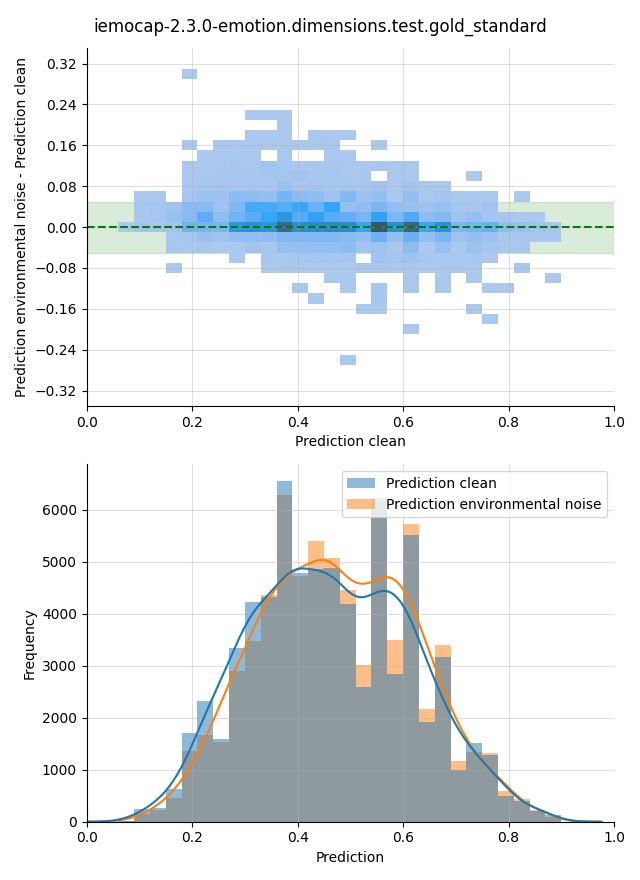 iemocap-2.3.0-emotion.dimensions.test.gold_standard
Prediction environmental noise - Prediction clean
0.32
0.24
0.16
0.08
0.00
−0.08
−0.16
−0.24
−0.32
0.0 0.2 0.4 0.6 0.8 1.0
Prediction clean
Prediction clean
Prediction environmental noise
Frequency
6000
5000
4000
3000
2000
1000
0
0.0 0.2 0.4 0.6 0.8 1.0
Prediction